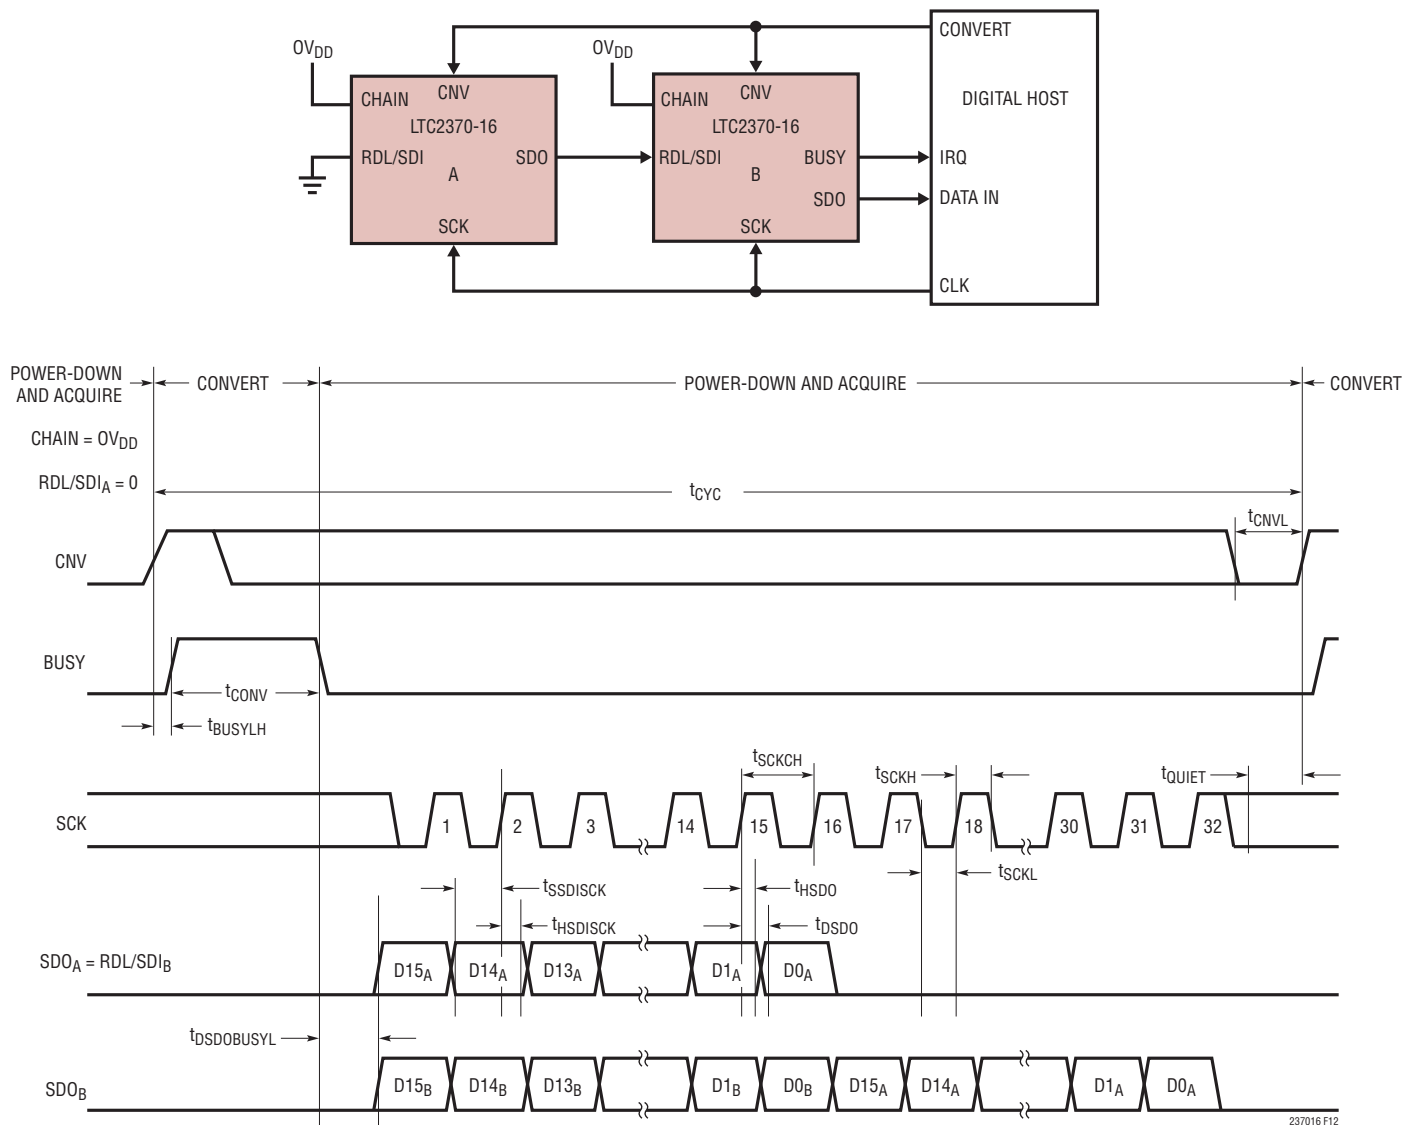 CONVERT
OVDD
OVDD
CHAIN
CNV
LTC2370-16
RDL/SDI
SDO
A
SCK
CHAIN
CNV
LTC2370-16
RDL/SDI
BUSY
B
SDO
SCK
DIGITAL HOST
IRQ
DATA IN
CLK
POWER-DOWN
AND ACQUIRE
CONVERT
POWER-DOWN AND ACQUIRE
CONVERT
CHAIN = OVDD
RDL/SDIA = 0
tCYC
tCNVL
CNV
BUSY
tCONV
tBUSYLH
tSCKCH
tSCKH
tQUIET
SCK
1 2 3 14 15 16 17 18 30 31 32
tSSDISCK
tHSDO
tSCKL
tHSDISCK
tDSDO
SDOA = RDL/SDIB
D15A D14A D13A D1A D0A
tDSDOBUSYL
SDOB
D15B D14B D13B D1B D0B D15A D14A D1A D0A
237016 F12